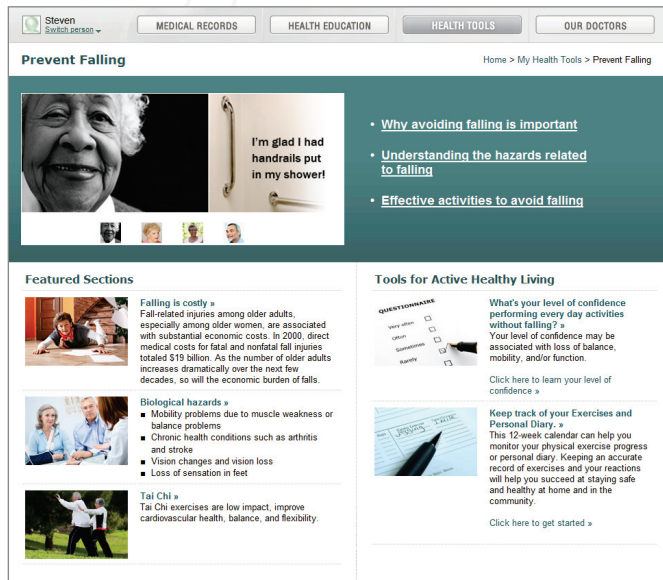 Steven
Switch person
MEDICAL RECORDS
HEALTH EDUCATION
HEALTH TOOLS
OUR DOCTORS
Prevent Falling
Home > My Health Tools > Prevent Falling
I'm glad I had
handrails put
in my shower!
• Why avoiding falling is important
• Understanding the hazards related
to falling
• Effective activities to avoid falling
Featured Sections
Falling is costly »
Fall-related injuries among older adults,
especially among older women, are associated
with substantial economic costs. In 2000, direct
medical costs for fatal and nonfatal fall injuries
totaled $19 billion. As the number of older adults
increases dramatically over the next few
decades, so will the economic burden of falls.
Biological hazards »
■ Mobility problems due to muscle weakness or
balance problems
■ Chronic health conditions such as arthritis
and stroke
■ Vision changes and vision loss
■ Loss of sensation in feet
Tai Chi »
Tai Chi exercises are low impact, improve
cardiovascular health, balance, and flexibility.
Tools for Active Healthy Living
QUESTIONNAIRE
Very often
Often
Sometimes
Rarely
What's your level of confidence
performing every day activities
without falling? »
Your level of confidence may be
associated with loss of balance,
mobility, and/or function.
Click here to learn your level of
confidence »
Keep track of your Exercises and
Personal Diary. »
This 12-week calendar can help you
monitor your physical exercise progress
or personal diary. Keeping an accurate
record of exercises and your reactions
will help you succeed at staying safe
and healthy at home and in the
community.
Click here to get started »